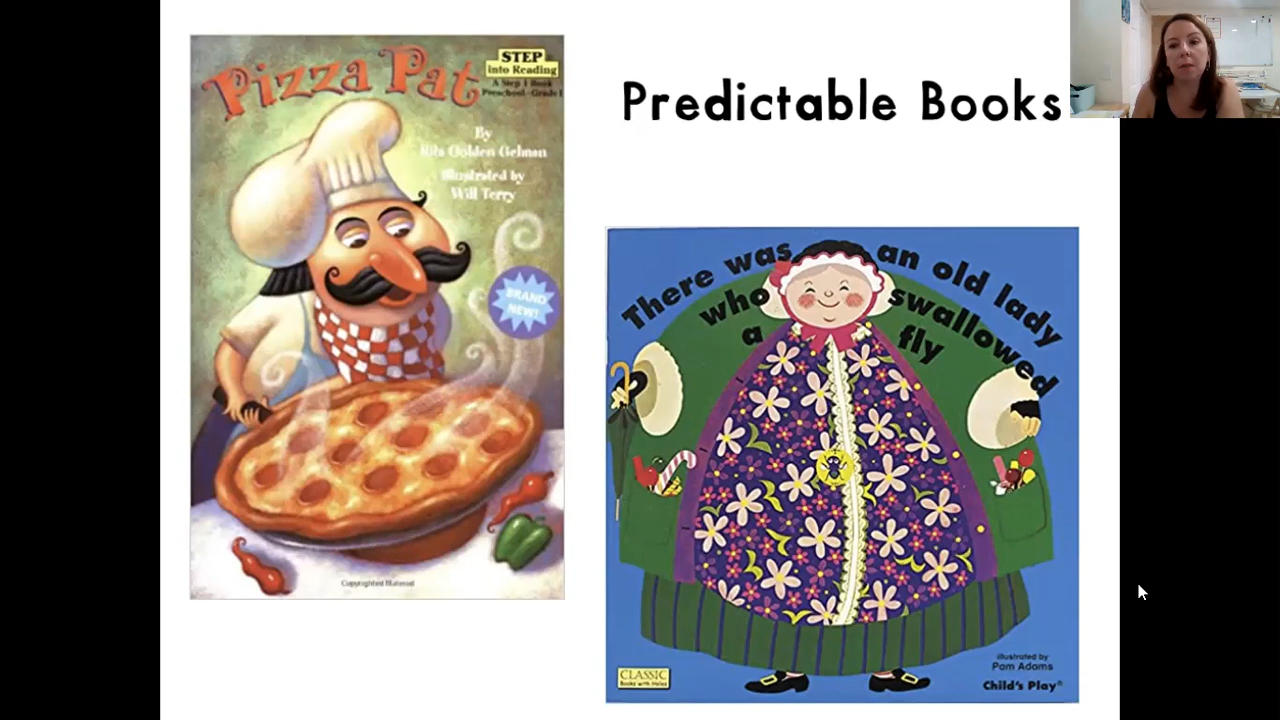 Pizza Pat
STEP
into Reading
A Step 1 Book
Preschool-Grade 1
By
Rita Golden Gelman
Illustrated by
Will Terry
BRAND
NEW!
Copyrighted Material
Predictable Books
There was an old lady
who swallowed
a fly
illustrated by
Pam Adams
Child's Play®
CLASSIC
Books with Holes